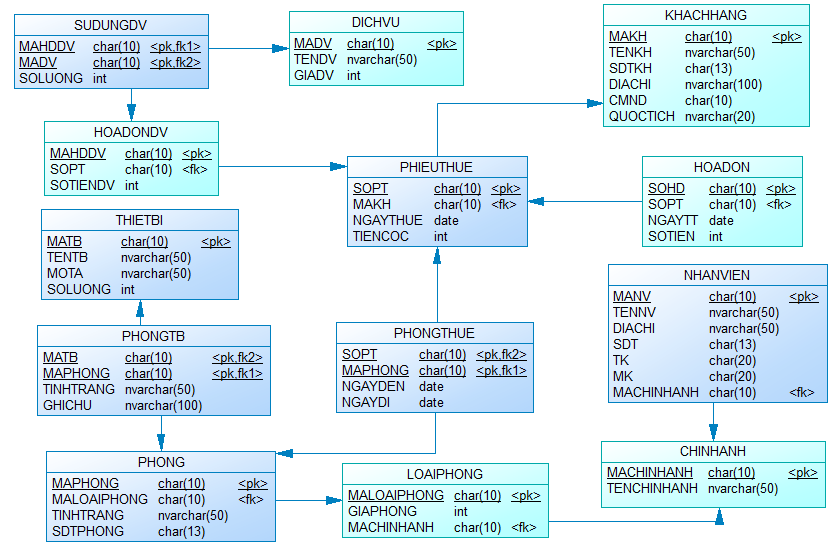 SUDUNGDV
MAHDDV char(10) <pk,fk1>
MADV char(10) <pk,fk2>
SOLUONG int
DICHVU
MADV char(10) <pk>
TENDV nvarchar(50)
GIADV int
KHACHHANG
MAKH char(10) <pk>
TENKH nvarchar(50)
SDTKH char(13)
DIACHI nvarchar(100)
CMND char(10)
QUOCTICH nvarchar(20)
HOADONDV
MAHDDV char(10) <pk>
SOPT char(10) <fk>
SOTIENDV int
PHIEUTHUE
SOPT char(10) <pk>
MAKH char(10) <fk>
NGAYTHUE date
TIENCOC int
HOADON
SOHD char(10) <pk>
SOPT char(10) <fk>
NGAYTT date
SOTIEN int
THIETBI
MATB char(10) <pk>
TENTB nvarchar(50)
MOTA nvarchar(50)
SOLUONG int
NHANVIEN
MANV char(10) <pk>
TENNV nvarchar(50)
DIACHI nvarchar(50)
SDT char(13)
TK char(20)
MK char(20)
MACHINHANH char(10) <fk>
PHONGTB
MATB char(10) <pk,fk2>
MAPHONG char(10) <pk,fk1>
TINHTRANG nvarchar(50)
GHICHU nvarchar(100)
PHONGTHUE
SOPT char(10) <pk,fk2>
MAPHONG char(10) <pk,fk1>
NGAYDEN date
NGAYDI date
PHONG
MAPHONG char(10) <pk>
MALOAIPHONG char(10) <fk>
TINHTRANG nvarchar(50)
SDTPHONG char(13)
LOAIPHONG
MALOAIPHONG char(10) <pk>
GIAPHONG int
MACHINHANH char(10) <fk>
CHINHANH
MACHINHANH char(10) <pk>
TENCHINHANH nvarchar(50)